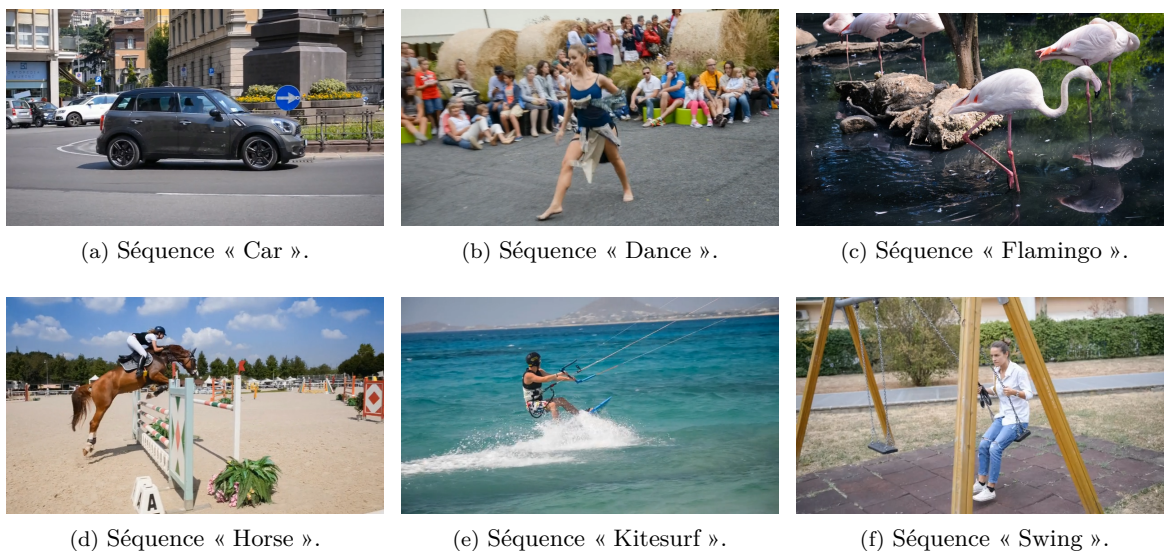 (a) Séquence « Car ».
(b) Séquence « Dance ».
(c) Séquence « Flamingo ».
A
(d) Séquence « Horse ».
(e) Séquence « Kitesurf ».
(f) Séquence « Swing ».